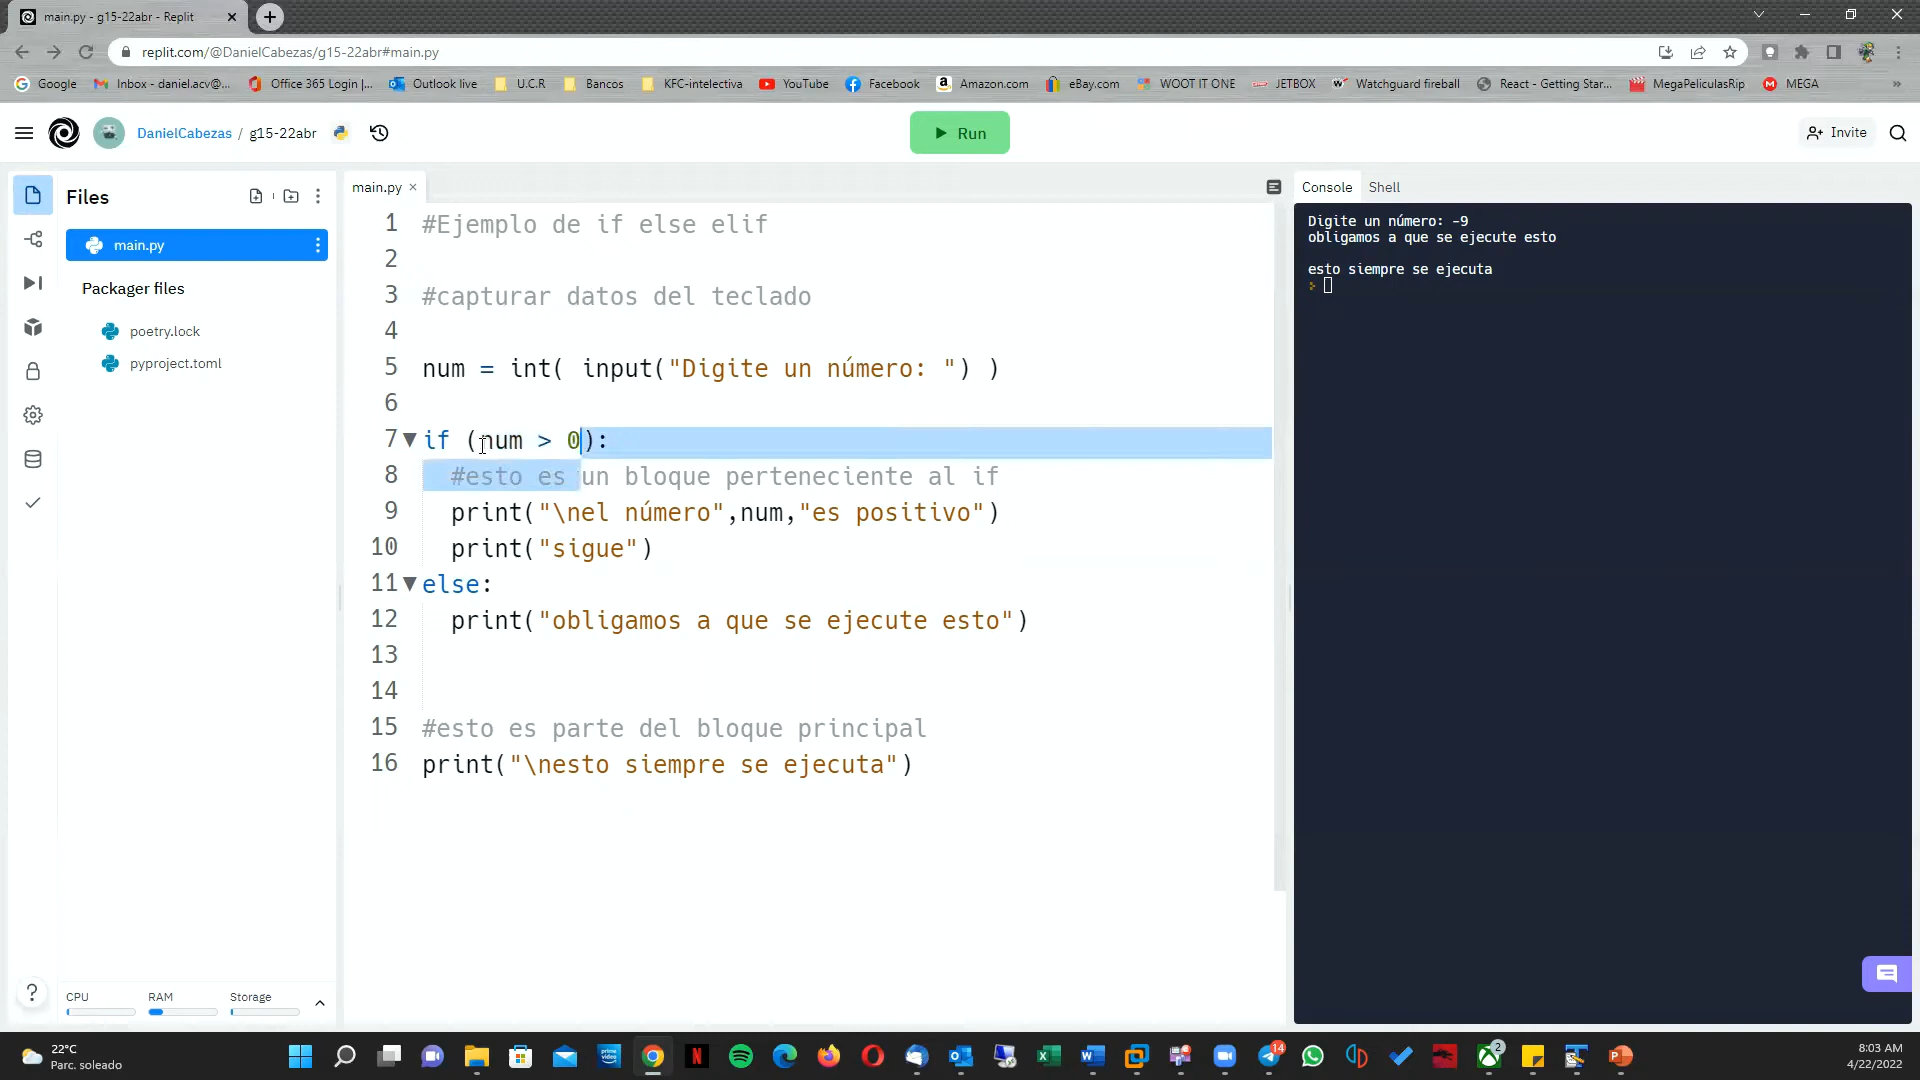 main.py - g15-22abr - Replit
replit.com/@DanielCabezas/g15-22abr#main.py
Google
Inbox - daniel.acv@...
Office 365 Login |...
Outlook live
U.C.R
Bancos
KFC-intelectiva
YouTube
Facebook
Amazon.com
eBay.com
WOOT IT ONE
JETBOX
Watchguard fireball
React - Getting Star...
MegaPeliculasRip
MEGA
»
DanielCabezas / g15-22abr
Run
Invite
Files
main.py
Packager files
poetry.lock
pyproject.toml
CPU
RAM
Storage
main.py
1 #Ejemplo de if else elif
2
3 #capturar datos del teclado
4
5 num = int( input("Digite un número: ") )
6
7 if (num > 0):
8 #esto es un bloque perteneciente al if
9 print("\nel número",num,"es positivo")
10 print("sigue")
11 else:
12 print("obligamos a que se ejecute esto")
13
14
15 #esto es parte del bloque principal
16 print("\nesto siempre se ejecuta")
Console
Shell
Digite un número: -9
obligamos a que se ejecute esto
esto siempre se ejecuta
22°C
Parc. soleado
14
2
8:03 AM
4/22/2022